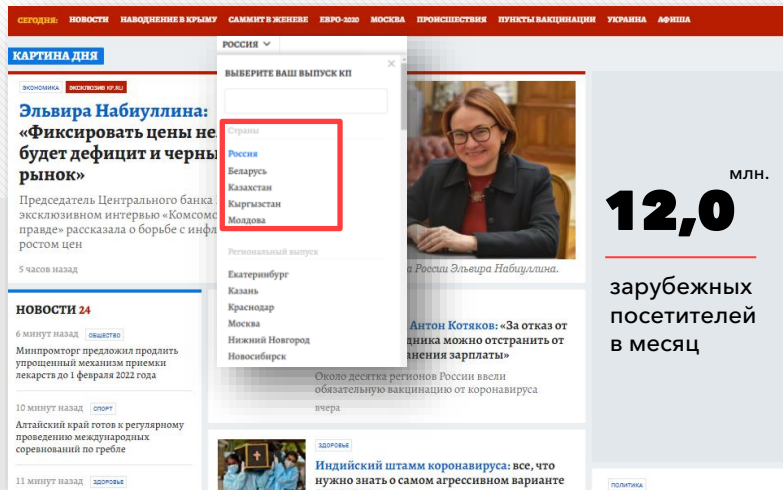 СЕГОДНЯ: НОВОСТИ НАВОДНЕНИЕ В КРЫМУ САММИТ В ЖЕНЕВЕ ЕВРО-2020 МОСКВА ПРОИСШЕСТВИЯ ПУНКТЫ ВАКЦИНАЦИИ УКРАИНА АФИША
РОССИЯ
КАРТИНА ДНЯ
ВЫБЕРИТЕ ВАШ ВЫПУСК КП
Страны
Россия
Беларусь
Казахстан
Кыргызстан
Молдова
Региональный выпуск
Екатеринбург
Казань
Краснодар
Москва
Нижний Новгород
Новосибирск
ЭКОНОМИКА ЭКСКЛЮЗИВ KP.RU
Эльвира Набиуллина:
«Фиксировать цены не
будет дефицит и черны
рынок»
Председатель Центрального банка
эксклюзивном интервью «Комсомо
правде» рассказала о борьбе с инфл
ростом цен
5 часов назад
а России Эльвира Набиуллина.
млн.
12,0
зарубежных
посетителей
в месяц
НОВОСТИ 24
6 минут назад ОБЩЕСТВО
Минпромторг предложил продлить
упрощенный механизм приемки
лекарств до 1 февраля 2022 года
10 минут назад СПОРТ
Алтайский край готов к регулярному
проведению международных
соревнований по гребле
11 минут назад ЗДОРОВЬЕ
Антон Котяков: «За отказ от
дника можно отстранить от
анения зарплаты»
Около десятка регионов России ввели
обязательную вакцинацию от коронавируса
вчера
ЗДОРОВЬЕ
Индийский штамм коронавируса: все, что
нужно знать о самом агрессивном варианте
ПОЛИТИКА